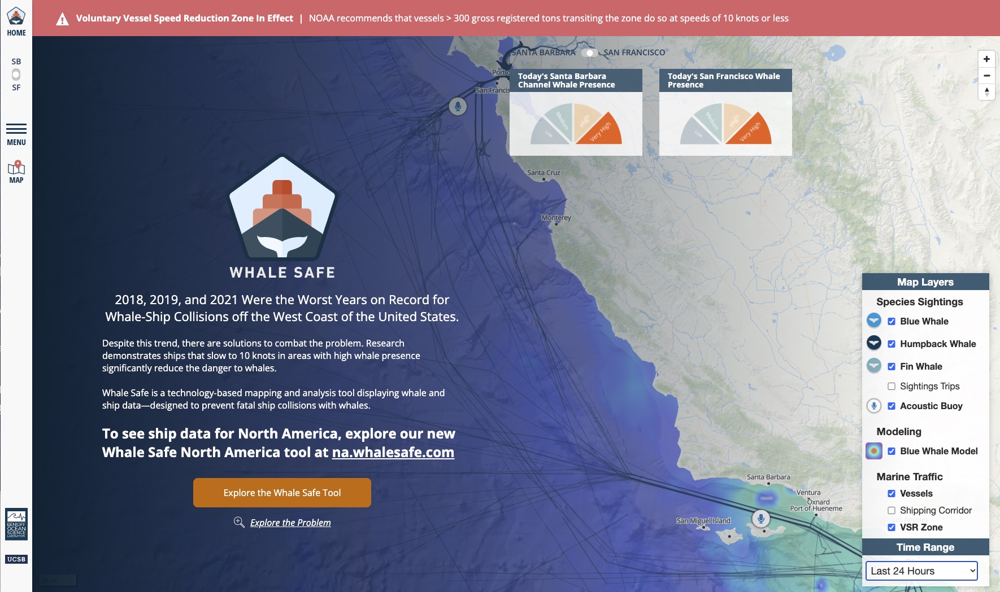 Voluntary Vessel Speed Reduction Zone In Effect | NOAA recommends that vessels > 300 gross registered tons transiting the zone do so at speeds of 10 knots or less
HOME
SB
SF
MENU
MAP
BENIOFF
OCEAN
SCIENCE
LABORATORY
UCSB
SANTA BARBARA SAN FRANCISCO
Today's Santa Barbara
Channel Whale Presence
Low
Medium
High
Very High
Today's San Francisco Whale
Presence
Low
Medium
High
Very High
San Francis
Santa Cruz
Monterey
Santa Barbara
Ventura
Oxnard
Port of Hueneme
San Miguel Island
WHALE SAFE
2018, 2019, and 2021 Were the Worst Years on Record for
Whale-Ship Collisions off the West Coast of the United States.
Despite this trend, there are solutions to combat the problem. Research
demonstrates ships that slow to 10 knots in areas with high whale presence
significantly reduce the danger to whales.
Whale Safe is a technology-based mapping and analysis tool displaying whale and
ship data—designed to prevent fatal ship collisions with whales.
To see ship data for North America, explore our new
Whale Safe North America tool at na.whalesafe.com
Explore the Whale Safe Tool
Explore the Problem
Map Layers
Species Sightings
Blue Whale
Humpback Whale
Fin Whale
Sightings Trips
Acoustic Buoy
Modeling
Blue Whale Model
Marine Traffic
Vessels
Shipping Corridor
Los Angeles
VSR Zone
Time Range
Last 24 Hours